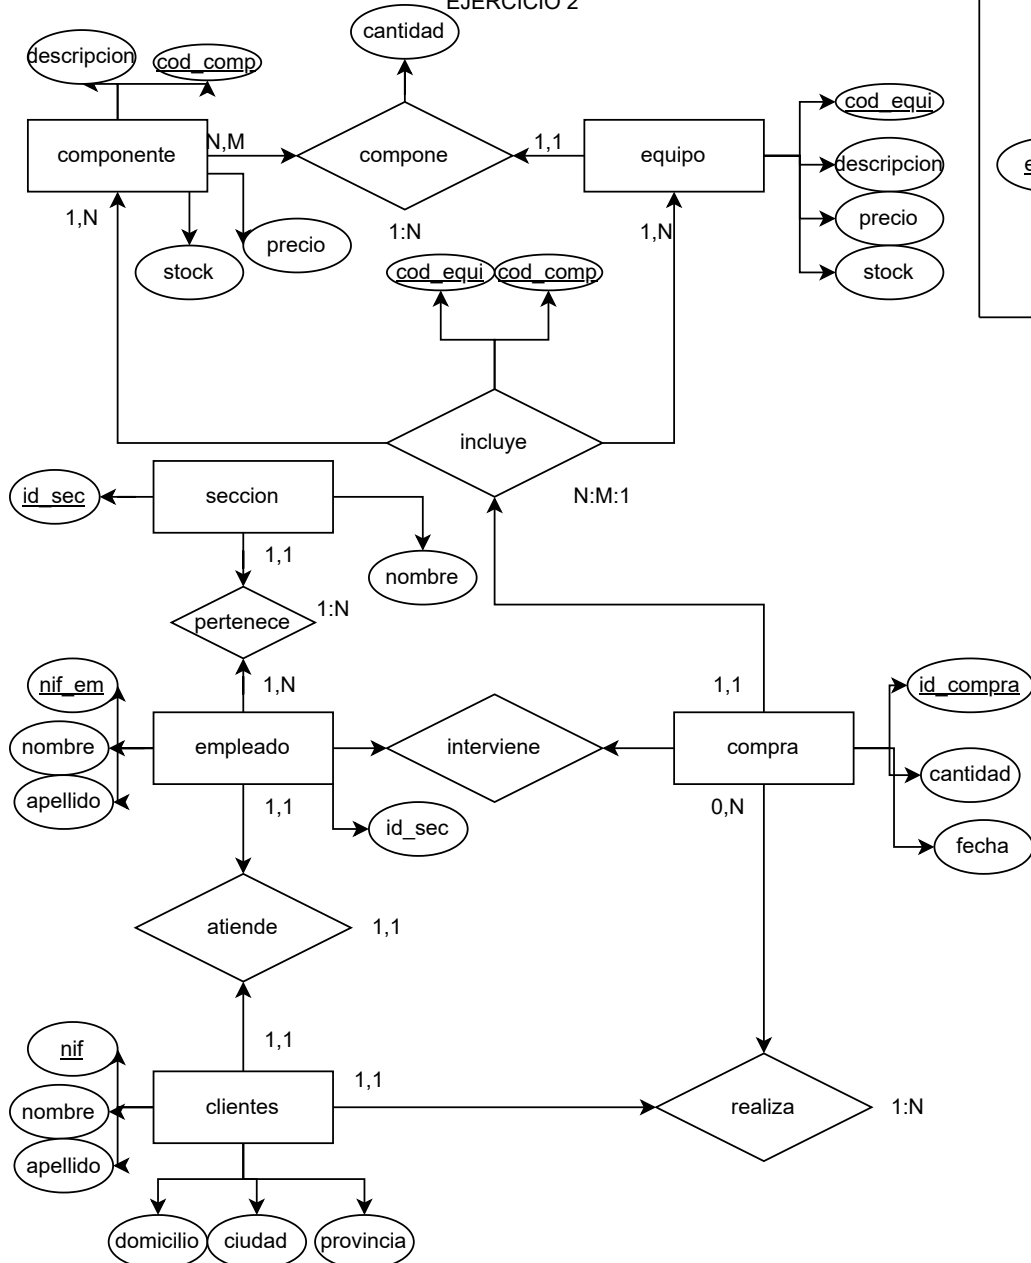 EJERCICIO 2
cantidad
descripcion
cod_comp
cod_equi
componente
N,M
compone
1,1
equipo
descripcion
1,N
precio
stock
1:N
1,N
precio
stock
cod_equi
cod_comp
incluye
N:M:1
id_sec
seccion
1,1
nombre
pertenece
1:N
nif_em
1,N
1,1
id_compra
nombre
empleado
interviene
compra
cantidad
apellido
1,1
id_sec
0,N
fecha
atiende
1,1
nif
1,1
1,1
nombre
clientes
realiza
1:N
apellido
domicilio
ciudad
provincia